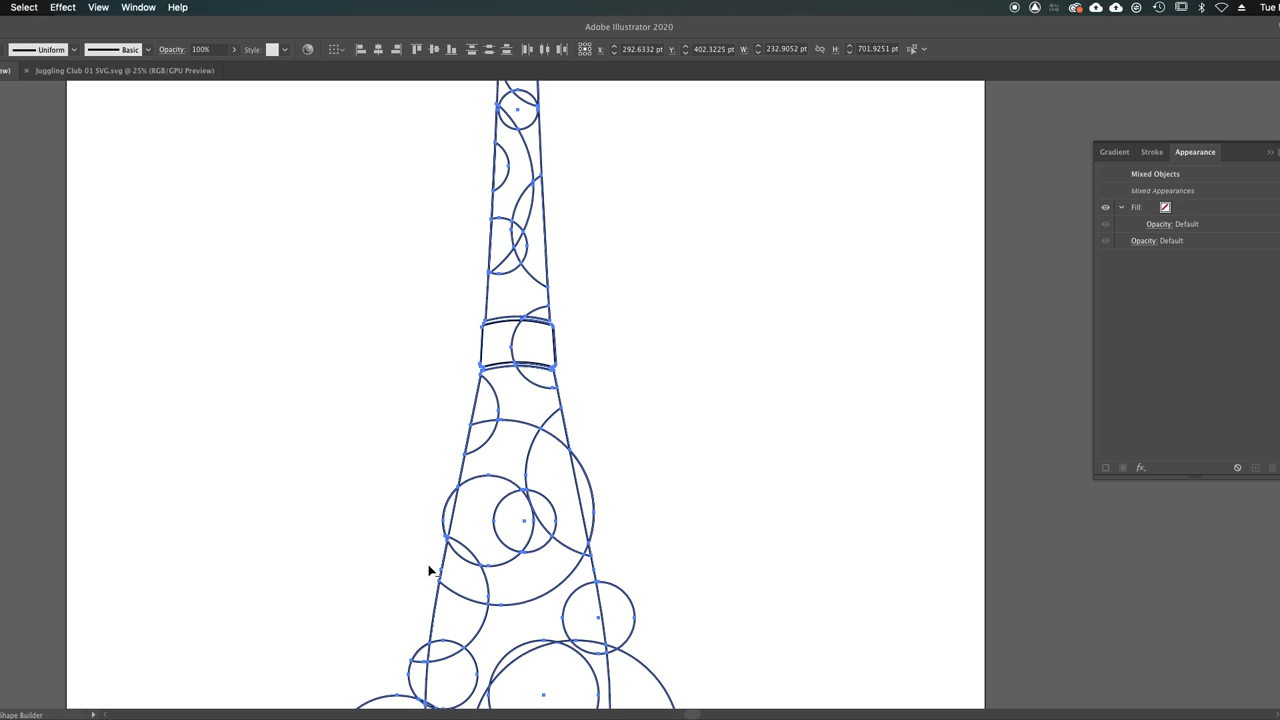 Select Effect View Window Help Tue
Adobe Illustrator 2020
Uniform Basic Opacity: 100% Style: X: 292.6332 pt Y: 402.3225 pt W: 232.9052 pt H: 701.9251 pt
Juggling Club 01 SVG.svg @ 25% (RGB/GPU Preview)
Gradient Stroke Appearance
Mixed Objects
Mixed Appearances
Fill:
Opacity: Default
Opacity: Default
fx.
Shape Builder